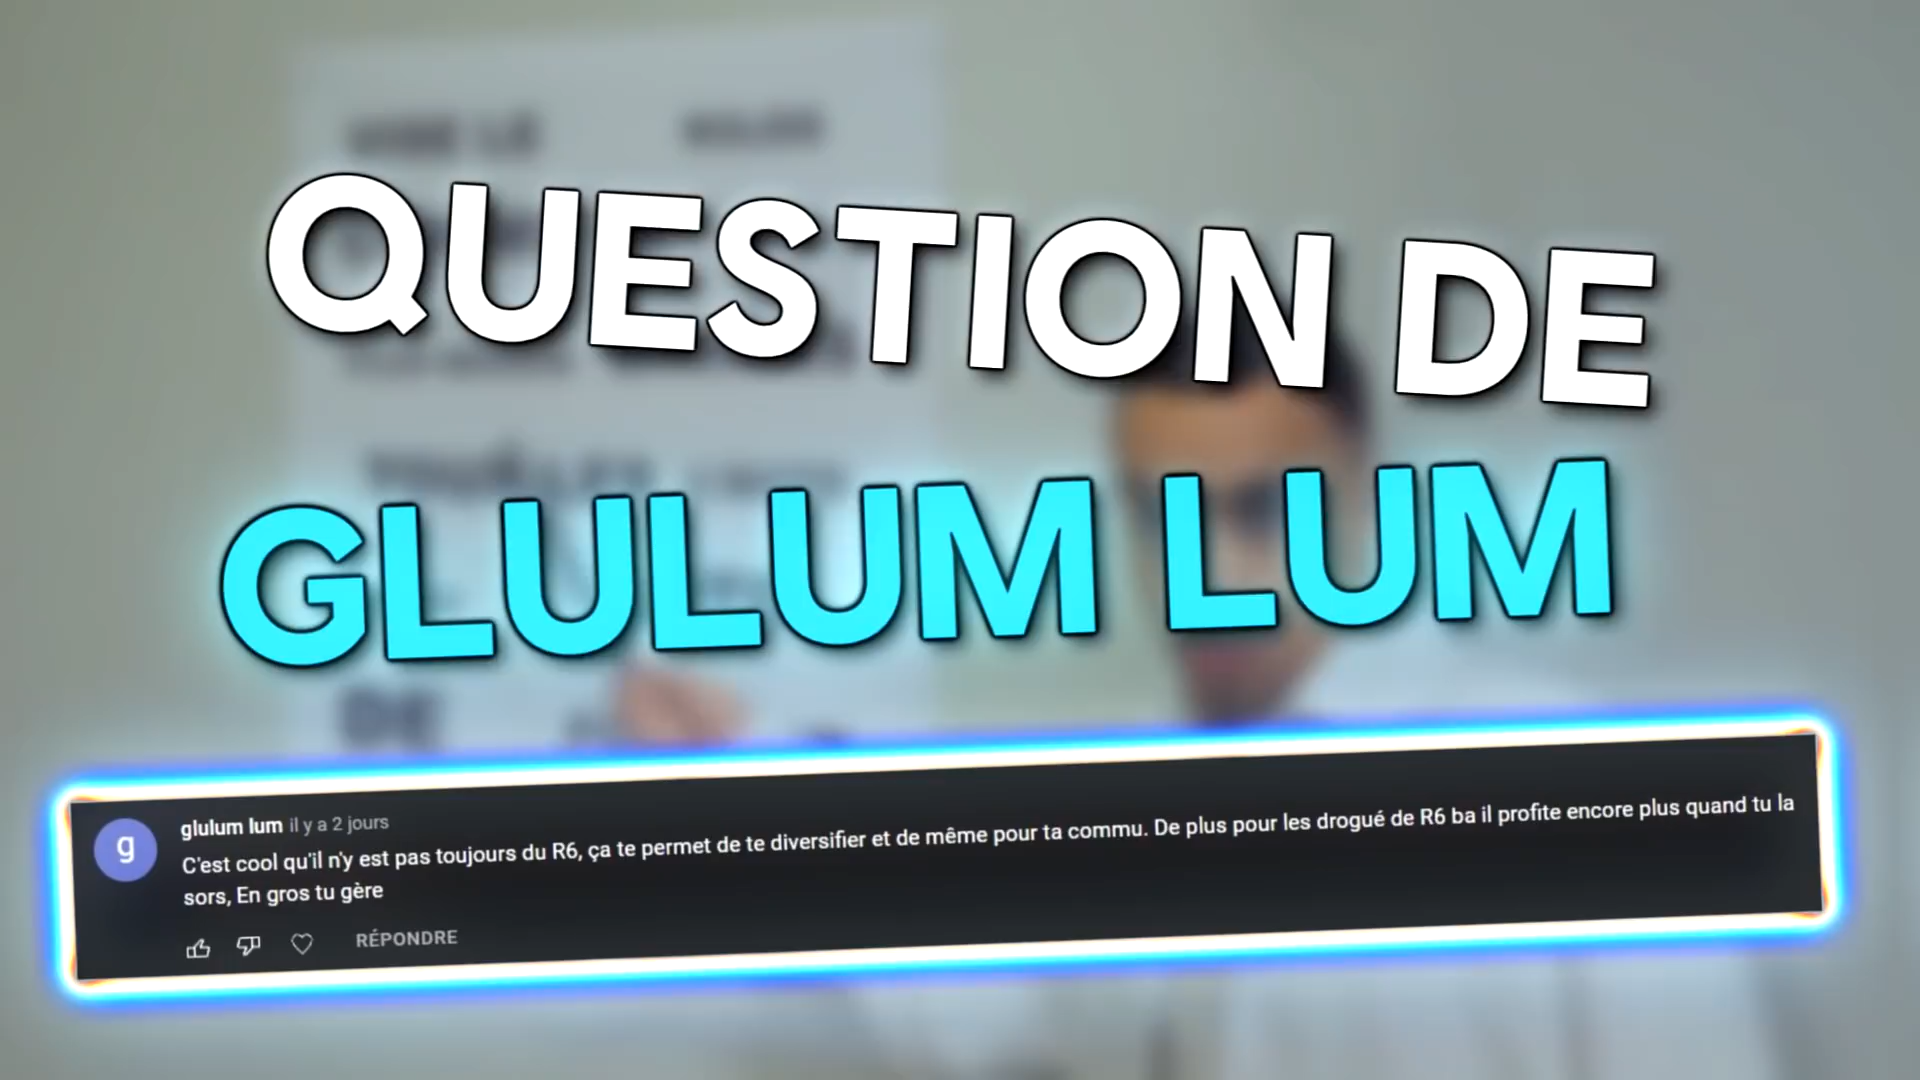 QUESTION DE
GLULUM LUM
g
glulum lum il y a 2 jours
C'est cool qu'il n'y est pas toujours du R6, ça te permet de te diversifier et de même pour ta commu. De plus pour les drogué de R6 ba il profite encore plus quand tu la
sors, En gros tu gère
RÉPONDRE